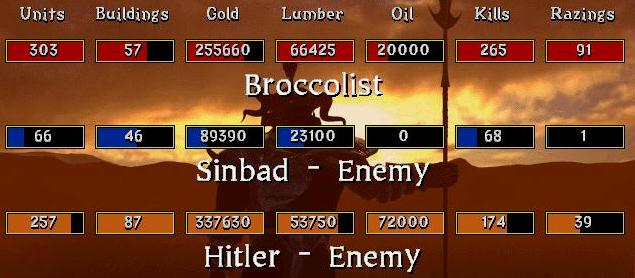 Units Buildings Gold Lumber Oil Kills Razings
303 57 255660 66425 20000 265 91
Broccolist
66 46 89390 23100 0 68 1
Sinbad - Enemy
257 87 337630 53750 72000 174 39
Hitler - Enemy